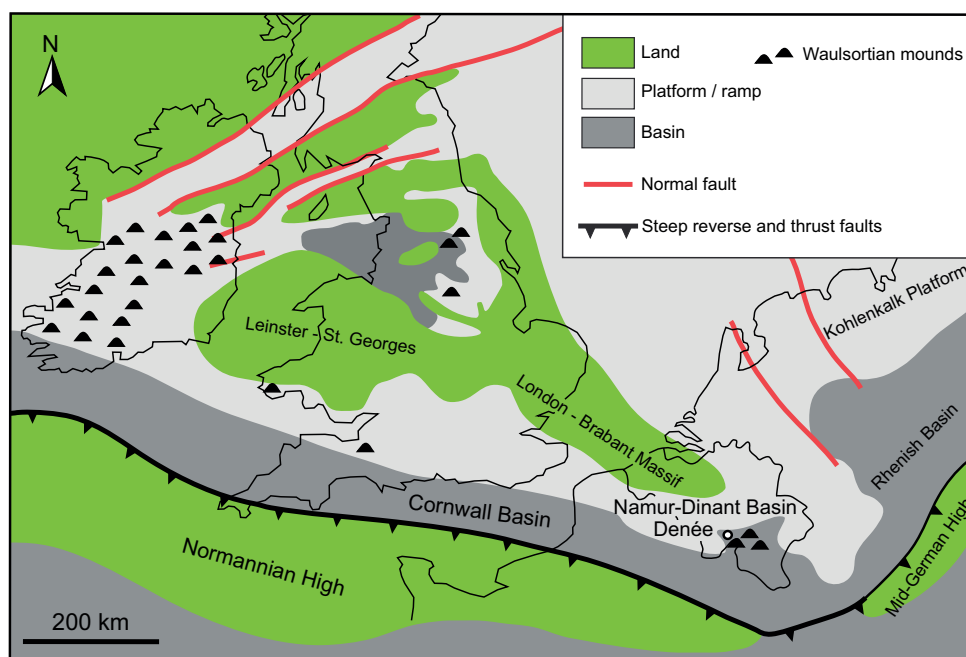 N
Land
Waulsortian mounds
Platform / ramp
Basin
Normal fault
Steep reverse and thrust faults
Kohlenkalk Platform
Leinster - St. Georges
London - Brabant Massif
Rhenish Basin
Namur-Dinant Basin
Denée
Cornwall Basin
Normannian High
Mid-German High
200 km